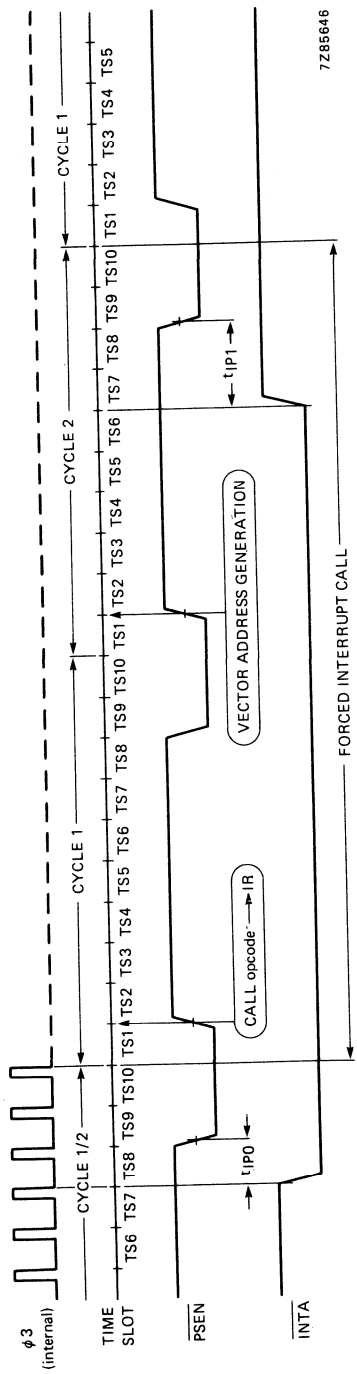 φ3
(internal)
CYCLE 1/2
CYCLE 1
CYCLE 2
CYCLE 1
TIME
SLOT
TS6 TS7 TS8 TS9 TS10 TS1 TS2 TS3 TS4 TS5 TS6 TS7 TS8 TS9 TS10 TS1 TS2 TS3 TS4 TS5 TS6 TS7 TS8 TS9 TS10 TS1 TS2 TS3 TS4 TS5
PSEN
tIP0
CALL opcode → IR
VECTOR ADDRESS GENERATION
tIP1
INTA
FORCED INTERRUPT CALL
7Z85646